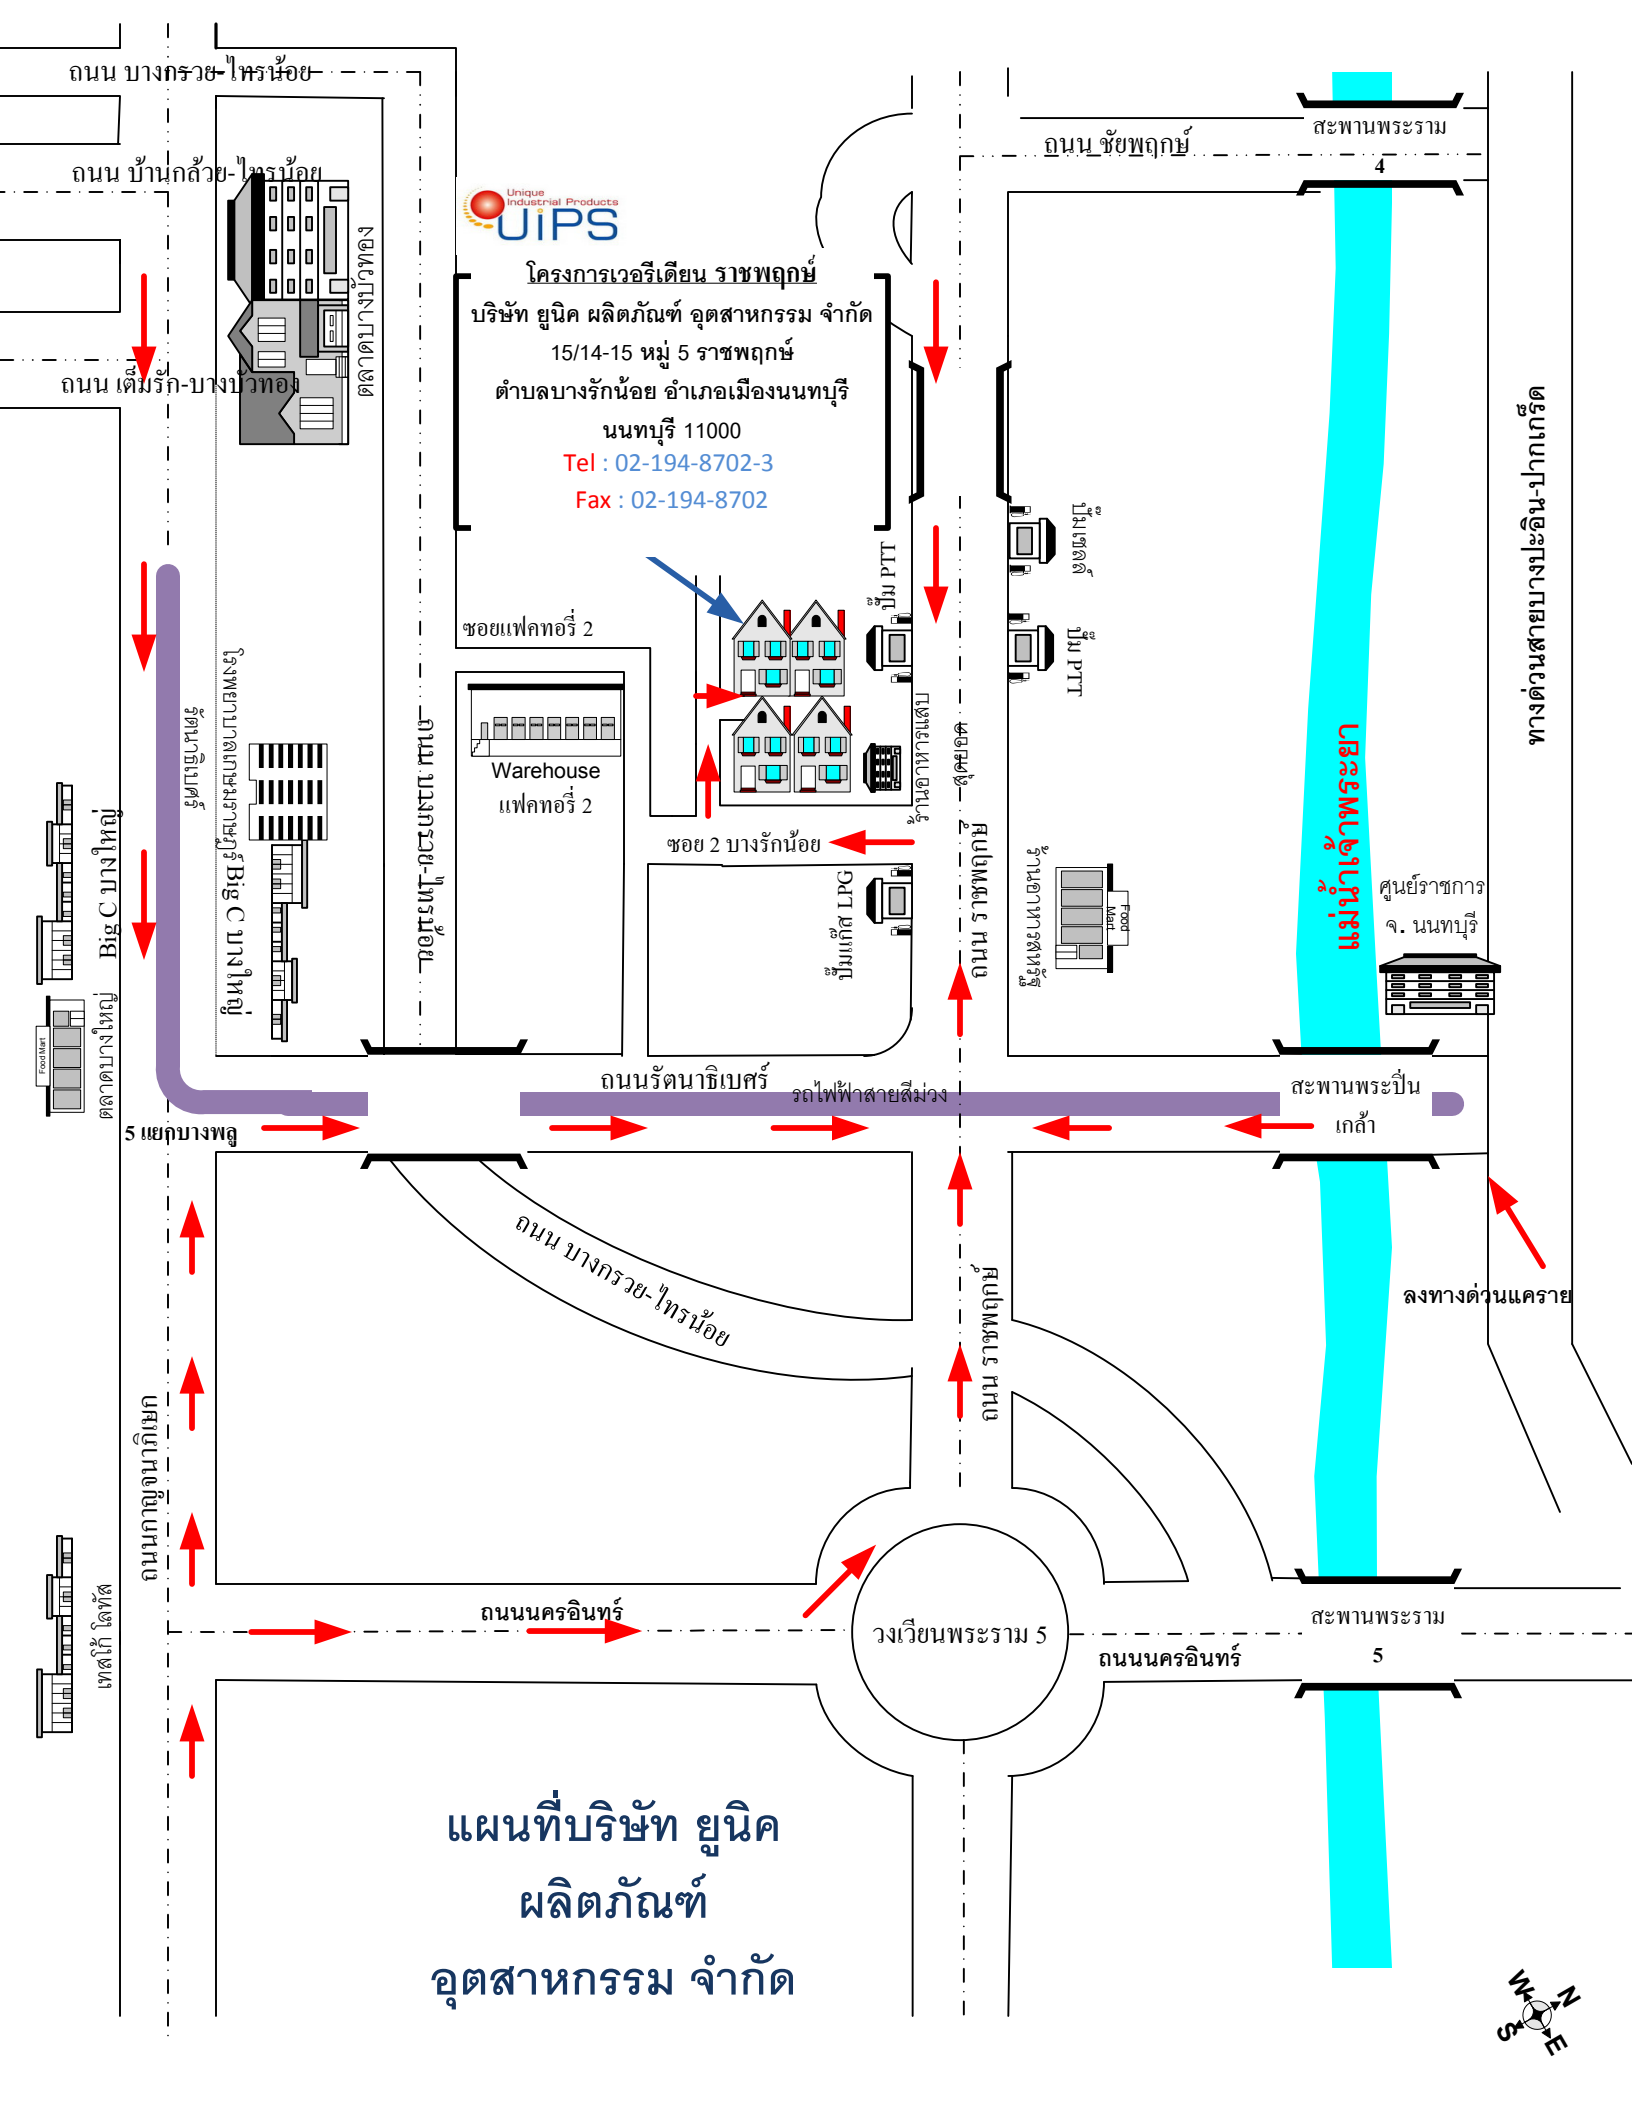 ถนน บางกรวย-ไทรน้อย
สะพานพระราม
4
ถนน ชัยพฤกษ์
ถนน บ้านกล้วย-ไทรน้อย
Unique
Industrial Products
UiPS
ตลาดบางบัวทอง
โครงการเวอรีเดียน ราชพฤกษ์
บริษัท ยูนิค ผลิตภัณฑ์ อุตสาหกรรม จำกัด
15/14-15 หมู่ 5 ราชพฤกษ์
ตำบลบางรักน้อย อำเภอเมืองนนทบุรี
นนทบุรี 11000
Tel : 02-194-8702-3
Fax : 02-194-8702
ถนน เต็มรัก-บางบัวทอง
ทางด่วนสายบางปะอิน-ปากเกร็ด
ปั๊มเชลล์
ปั๊ม PTT
ปั๊ม PTT
ซอยแฟคทอรี่ 2
โรงพยาบาลเกษมราษฎร์
รัตนาธิเบศร์
ถนน บางกรวย-ไทรน้อย
Warehouse
แฟคทอรี่ 2
จุดกลับรถ
แม่น้ำเจ้าพระยา
ซอย 2 บางรักน้อย
ถนน ราชพฤกษ์
Food
Mart
Big C บางใหญ่
Big C บางใหญ่
ปั๊มแก๊ส LPG
ศูนย์ราชการ
จ. นนทบุรี
ตลาดบางใหญ่
Food Mart
ถนนรัตนาธิเบศร์
รถไฟฟ้าสายสีม่วง
สะพานพระปิ่น
เกล้า
5 แยกบางพลู
ถนน บางกรวย-ไทรน้อย
ถนน ราชพฤกษ์
ลงทางด่วนแคราย
ถนนกาญจนาภิเษก
เทสโก้ โลทัส
ถนนนครอินทร์
วงเวียนพระราม 5
ถนนนครอินทร์
สะพานพระราม
5
แผนที่บริษัท ยูนิค
ผลิตภัณฑ์
อุตสาหกรรม จำกัด
W
N
S
E